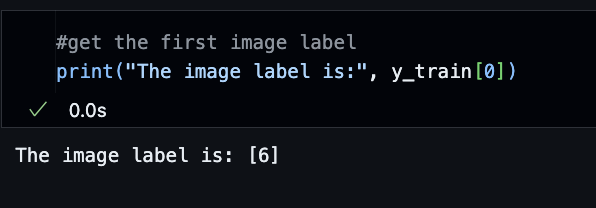 #get the first image label
print("The image label is:", y_train[0])
0.0s
The image label is: [6]